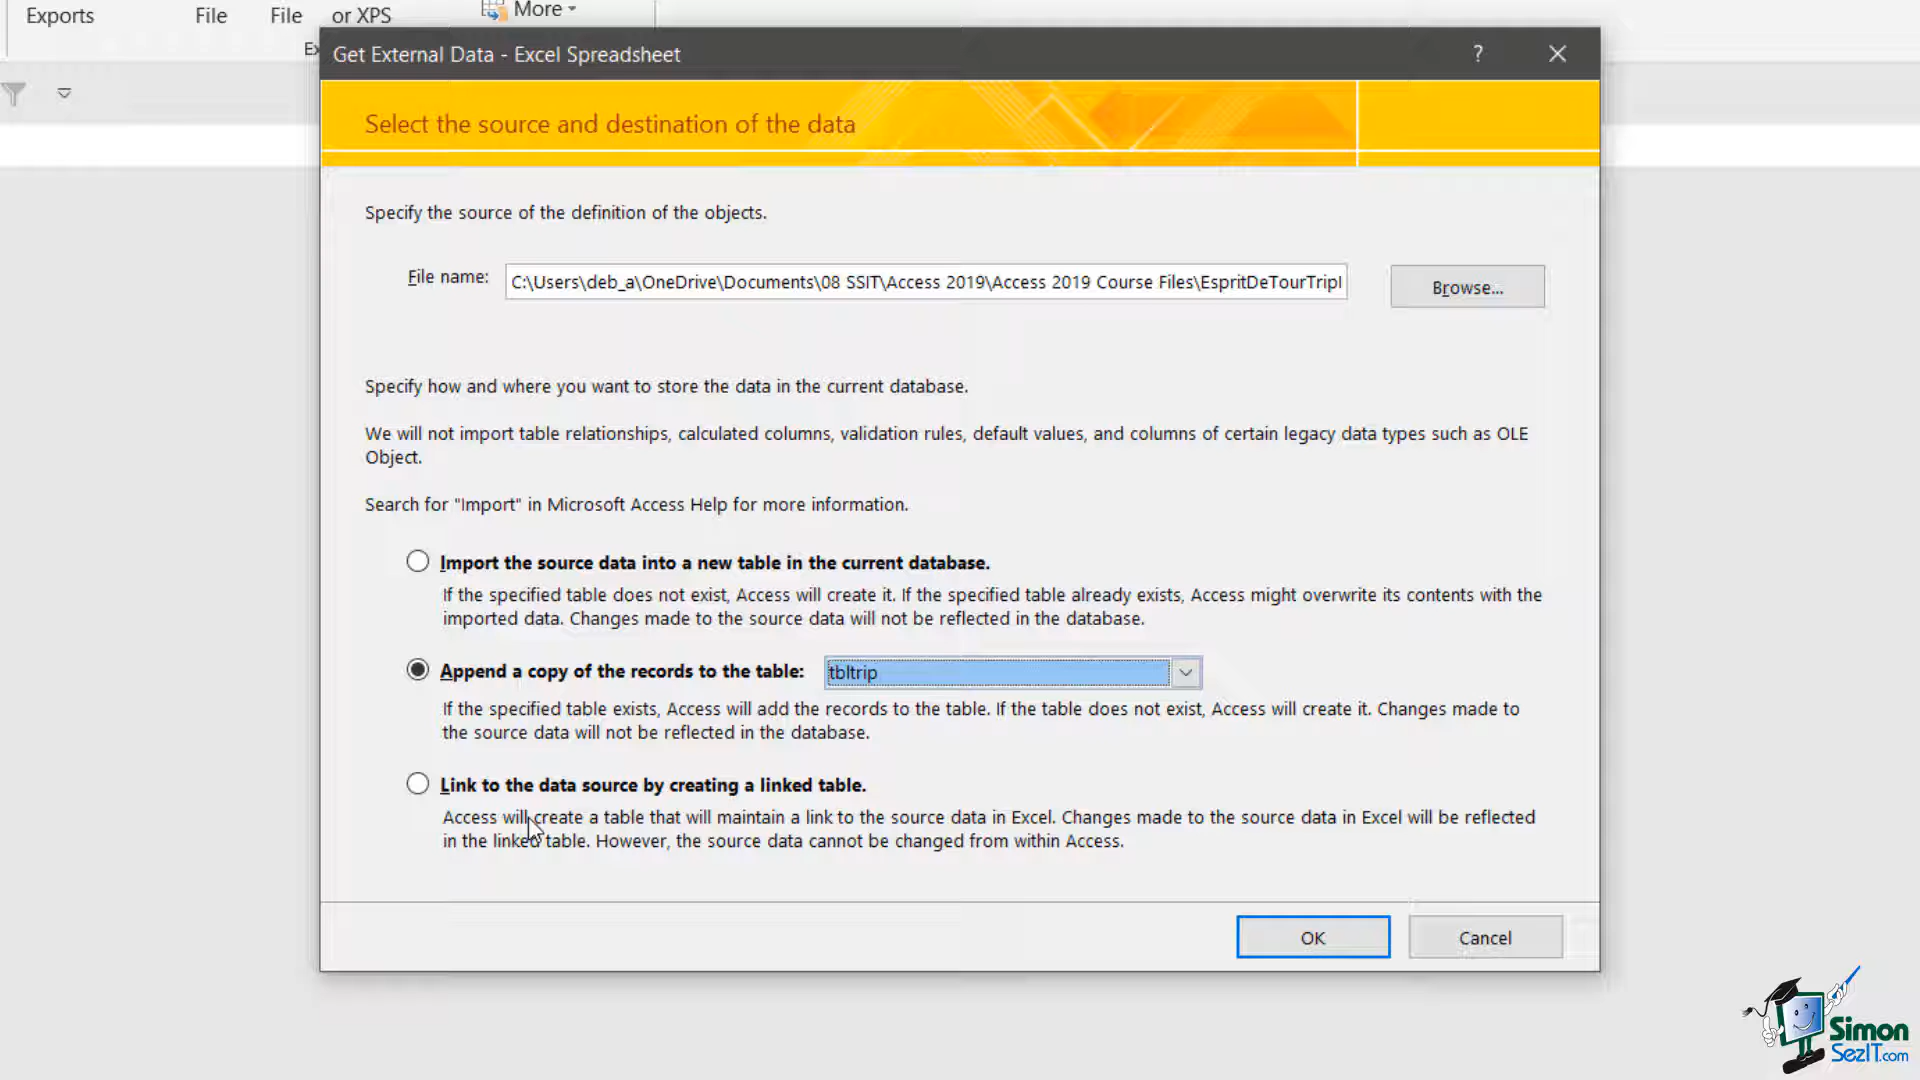 Exports File File or XPS More
Ex
Get External Data - Excel Spreadsheet ?
Select the source and destination of the data
Specify the source of the definition of the objects.
File name: C:\Users\deb_a\OneDrive\Documents\08 SSIT\Access 2019\Access 2019 Course Files\EspritDeTourTripI Browse...
Specify how and where you want to store the data in the current database.
We will not import table relationships, calculated columns, validation rules, default values, and columns of certain legacy data types such as OLE
Object.
Search for "Import" in Microsoft Access Help for more information.
Import the source data into a new table in the current database.
If the specified table does not exist, Access will create it. If the specified table already exists, Access might overwrite its contents with the
imported data. Changes made to the source data will not be reflected in the database.
Append a copy of the records to the table: tbltrip
If the specified table exists, Access will add the records to the table. If the table does not exist, Access will create it. Changes made to
the source data will not be reflected in the database.
Link to the data source by creating a linked table.
Access will create a table that will maintain a link to the source data in Excel. Changes made to the source data in Excel will be reflected
in the linked table. However, the source data cannot be changed from within Access.
OK Cancel
Simon
SezIT.com